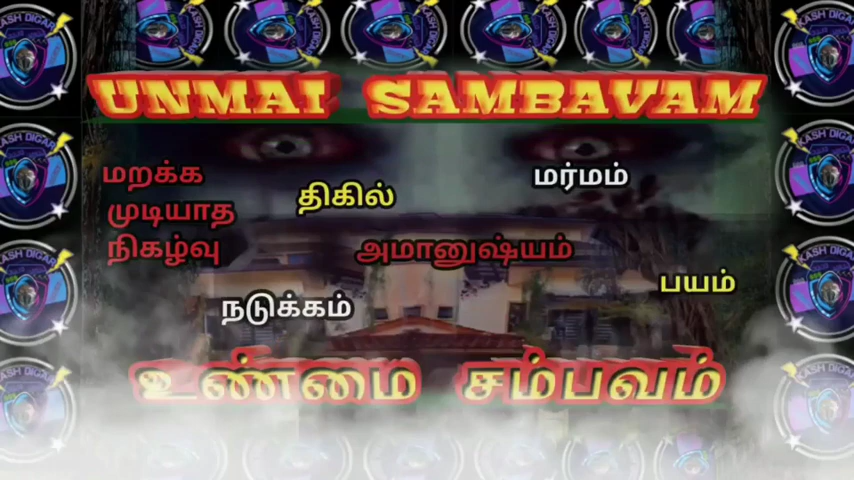 UNMAI SAMBAVAM
மறக்க
முடியாத
நிகழ்வு
திகில்
மர்மம்
அமானுஷ்யம்
பயம்
நடுக்கம்
உண்மை சம்பவம்